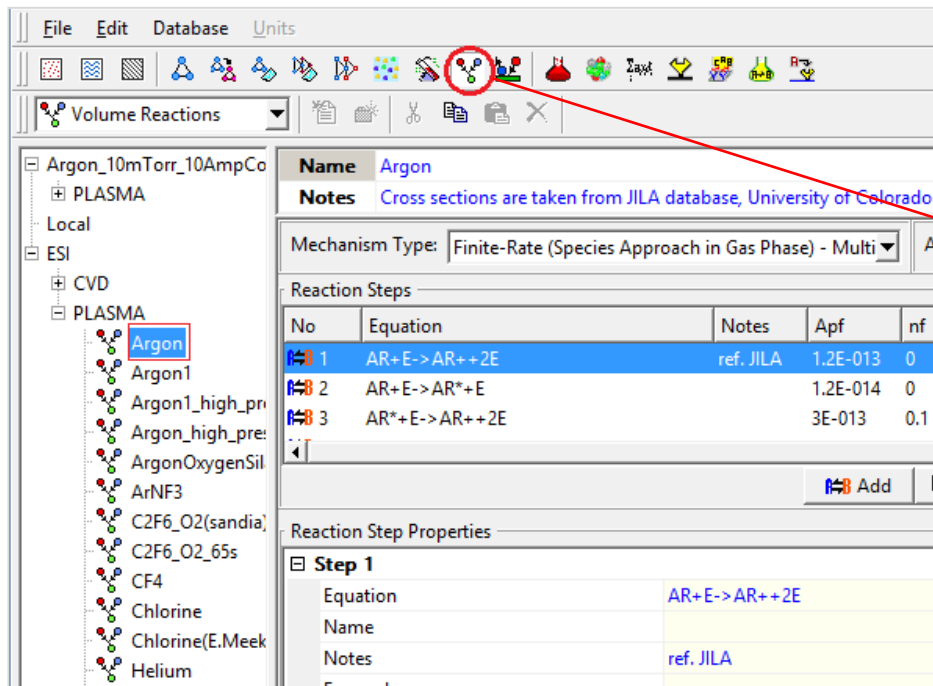 File Edit Database Units
Volume Reactions
Argon_10mTorr_10AmpCo
PLASMA
Local
ESI
CVD
PLASMA
Argon
Argon1
Argon1_high_pre
Argon_high_pres
ArgonOxygenSil
ArNF3
C2F6_O2(sandia)
C2F6_O2_65s
CF4
Chlorine
Chlorine(E.Meek
Helium
Name Argon
Notes Cross sections are taken from JILA database, University of Colorado
Mechanism Type: Finite-Rate (Species Approach in Gas Phase) - Multi
Reaction Steps
No Equation Notes Apf nf
1 AR+E->AR++2E ref. JILA 1.2E-013 0
2 AR+E->AR*+E 1.2E-014 0
3 AR*+E->AR++2E 3E-013 0.1
Add
Reaction Step Properties
Step 1
Equation AR+E->AR++2E
Name
Notes ref. JILA